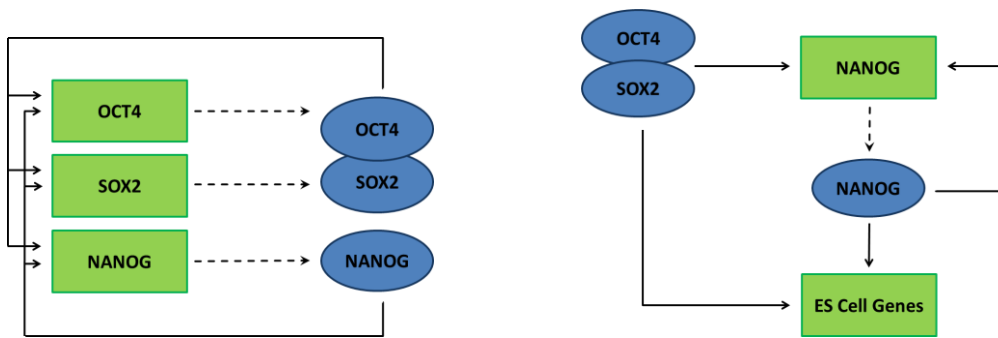 OCT4
SOX2
NANOG
OCT4
SOX2
NANOG
OCT4
SOX2
NANOG
NANOG
ES Cell Genes